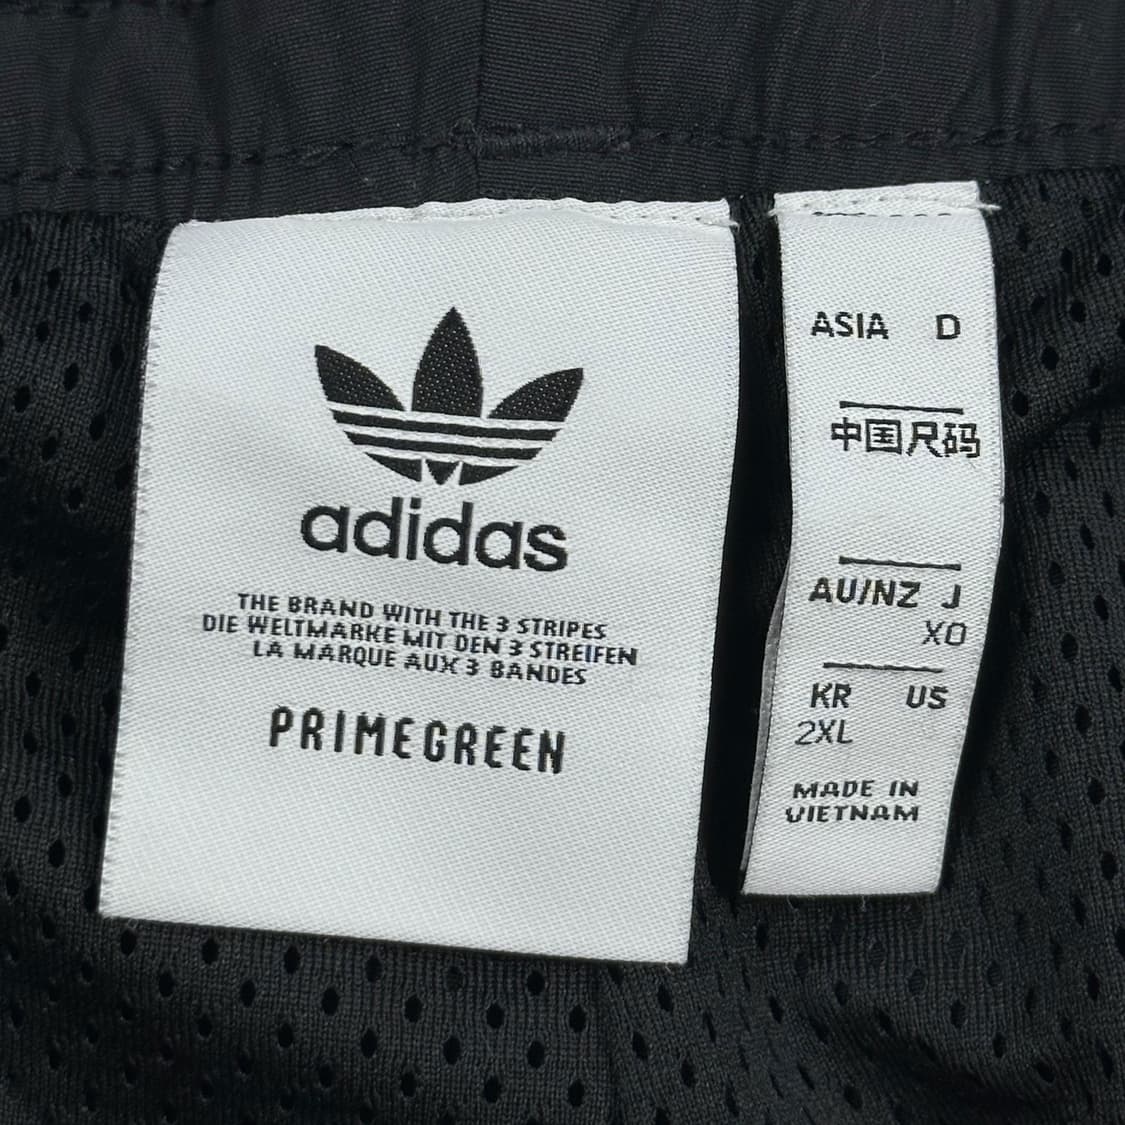 adidas
THE BRAND WITH THE 3 STRIPES
DIE WELTMARKE MIT DEN 3 STREIFEN
LA MARQUE AUX 3 BANDES
PRIMEGREEN
ASIA D
中国尺码
AU/NZ J
XO
KR US
2XL
MADE IN
VIETNAM